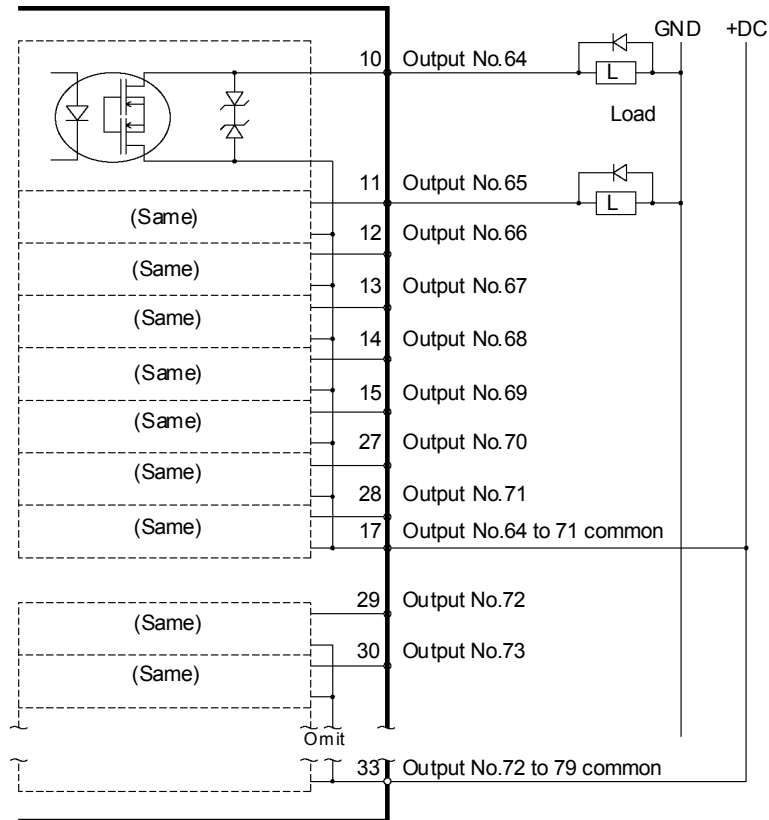 GND +DC
10 Output No.64
L
Load
11 Output No.65
L
(Same)
12 Output No.66
(Same)
13 Output No.67
(Same)
14 Output No.68
(Same)
15 Output No.69
(Same)
27 Output No.70
(Same)
28 Output No.71
(Same)
17 Output No.64 to 71 common
29 Output No.72
(Same)
30 Output No.73
(Same)
Omit
33 Output No.72 to 79 common